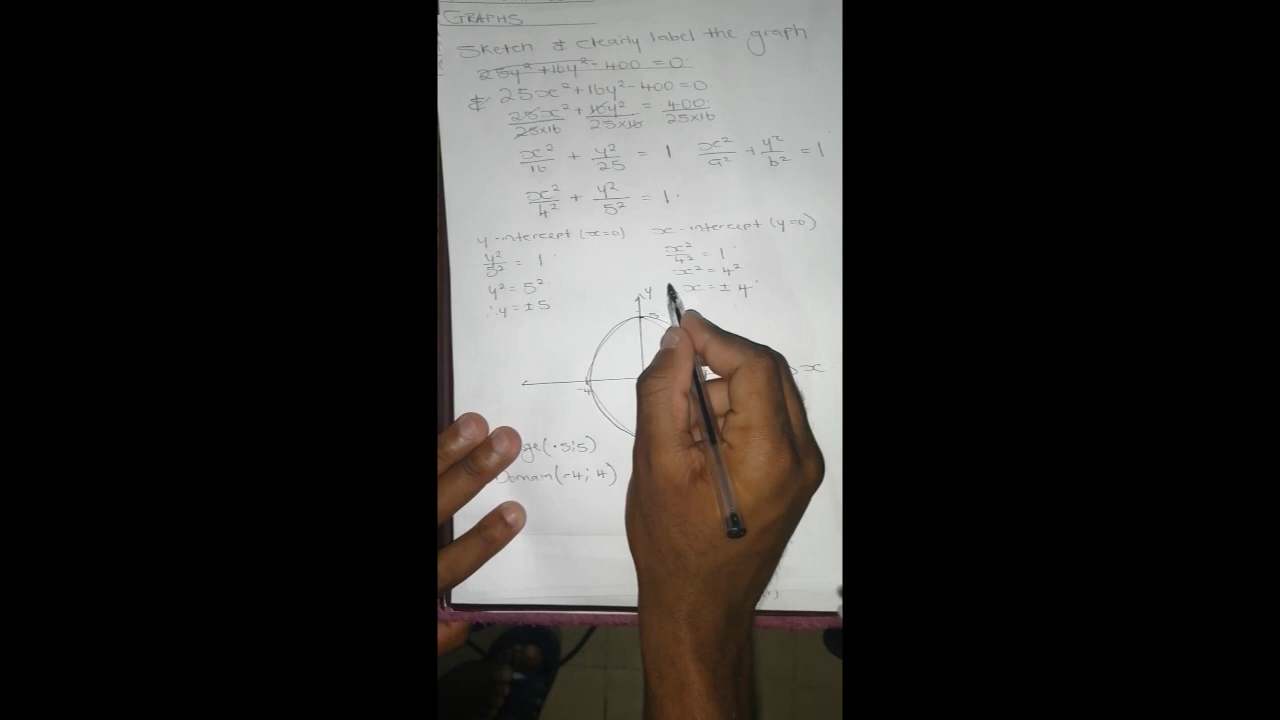 GRAPHS
Sketch & clearly label the graph
25y² + 16y² - 400 = 0.
25x² + 16y² - 400 = 0.
25x²/25x16 + 16y²/25x16 = 400/25x16
x²/16 + y²/25 = 1 x²/a² + y²/b² = 1
x²/4² + y²/5² = 1.
y-intercept (x=0) x-intercept (y=0)
y²/5² = 1 x²/4² = 1
y² = 5² x² = 4²
∴ y = ±5 x = ±4
y
5
-4
x
(-5;5)
Domain (-4; 4)